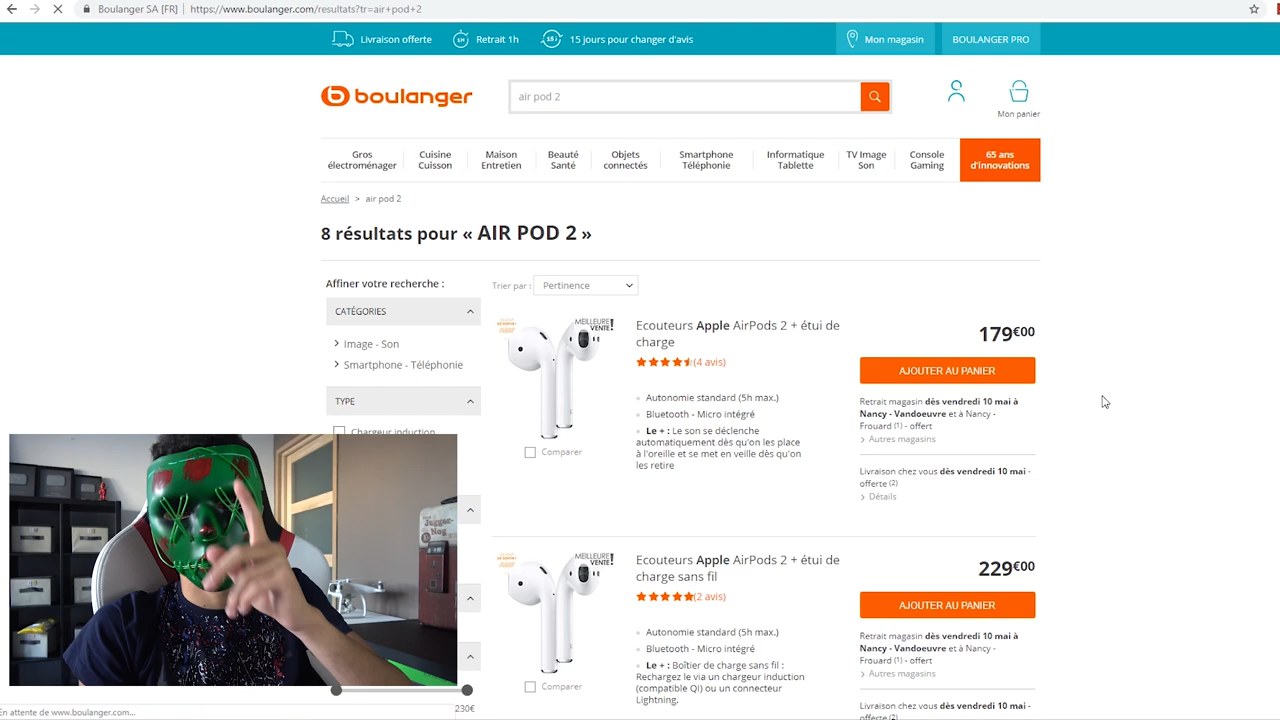 Boulanger SA [FR]
https://www.boulanger.com/resultats?tr=air+pod+2
Livraison offerte
Retrait 1h
15 jours pour changer d'avis
Mon magasin
BOULANGER PRO
boulanger
air pod 2
Mon panier
Gros
électroménager
Cuisine
Cuisson
Maison
Entretien
Beauté
Santé
Objets
connectés
Smartphone
Téléphonie
Informatique
Tablette
TV Image
Son
Console
Gaming
65 ans
d'innovations
Accueil > air pod 2
8 résultats pour « AIR POD 2 »
Affiner votre recherche :
CATÉGORIES
Image - Son
Smartphone - Téléphonie
TYPE
Chargeur induction
230€
Trier par : Pertinence
MEILLEURE
VENTE!
Ecouteurs Apple AirPods 2 + étui de
charge
(4 avis)
Autonomie standard (5h max.)
Bluetooth - Micro intégré
Le + : Le son se déclenche
automatiquement dès qu'on les place
à l'oreille et se met en veille dès qu'on
les retire
Comparer
179€00
AJOUTER AU PANIER
Retrait magasin dès vendredi 10 mai à
Nancy - Vandoeuvre et à Nancy -
Frouard (1) - offert
Autres magasins
Livraison chez vous dès vendredi 10 mai -
offerte (2)
Détails
MEILLEURE
VENTE!
Ecouteurs Apple AirPods 2 + étui de
charge sans fil
(2 avis)
Autonomie standard (5h max.)
Bluetooth - Micro intégré
Le + : Boîtier de charge sans fil :
Rechargez le via un chargeur induction
(compatible QI) ou un connecteur
Lightning.
Comparer
229€00
AJOUTER AU PANIER
Retrait magasin dès vendredi 10 mai à
Nancy - Vandoeuvre et à Nancy -
Frouard (1) - offert
Autres magasins
Livraison chez vous dès vendredi 10 mai -
offerte (2)
Jugger-
Nog
En attente de www.boulanger.com...